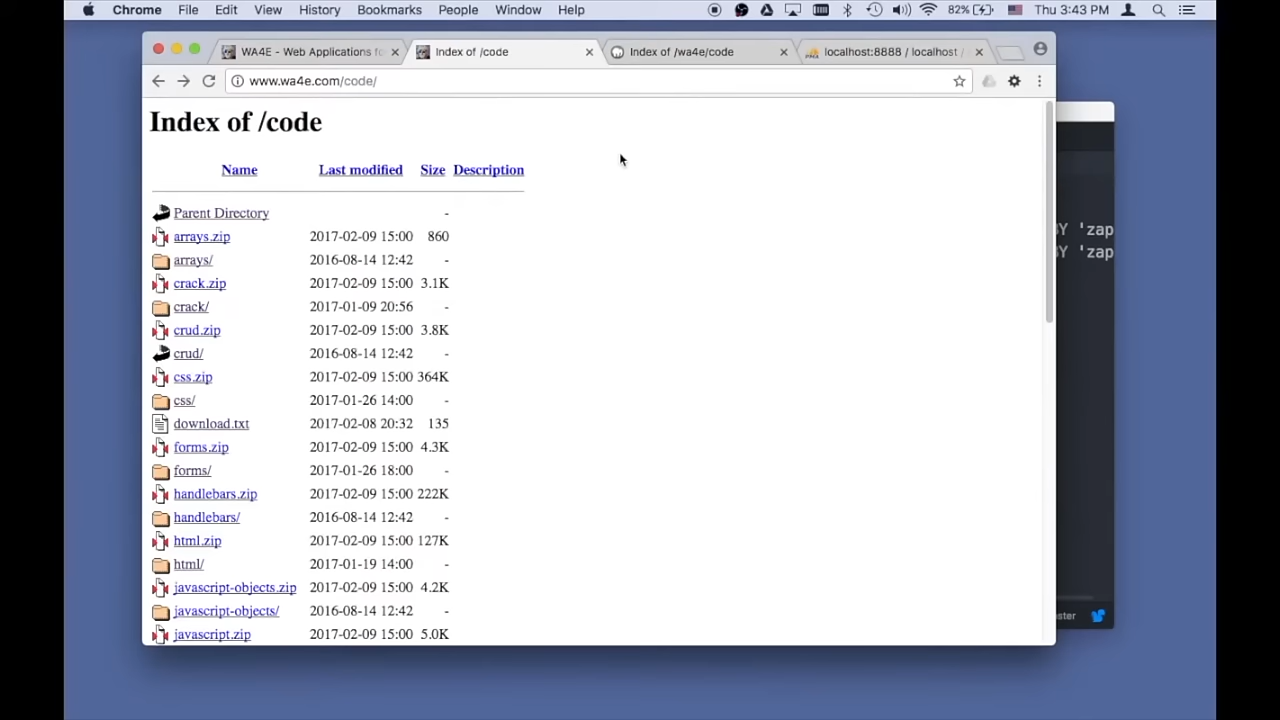 Chrome File Edit View History Bookmarks People Window Help 82% Thu 3:43 PM
WA4E - Web Applications fo Index of /code Index of /wa4e/code localhost:8888 / localhost /
www.wa4e.com/code/
Index of /code
Name Last modified Size Description
Parent Directory -
arrays.zip 2017-02-09 15:00 860
arrays/ 2016-08-14 12:42 -
crack.zip 2017-02-09 15:00 3.1K
crack/ 2017-01-09 20:56 -
crud.zip 2017-02-09 15:00 3.8K
crud/ 2016-08-14 12:42 -
css.zip 2017-02-09 15:00 364K
css/ 2017-01-26 14:00 -
download.txt 2017-02-08 20:32 135
forms.zip 2017-02-09 15:00 4.3K
forms/ 2017-01-26 18:00 -
handlebars.zip 2017-02-09 15:00 222K
handlebars/ 2016-08-14 12:42 -
html.zip 2017-02-09 15:00 127K
html/ 2017-01-19 14:00 -
javascript-objects.zip 2017-02-09 15:00 4.2K
javascript-objects/ 2016-08-14 12:42 -
javascript.zip 2017-02-09 15:00 5.0K
Y 'zap
Y 'zap
ster